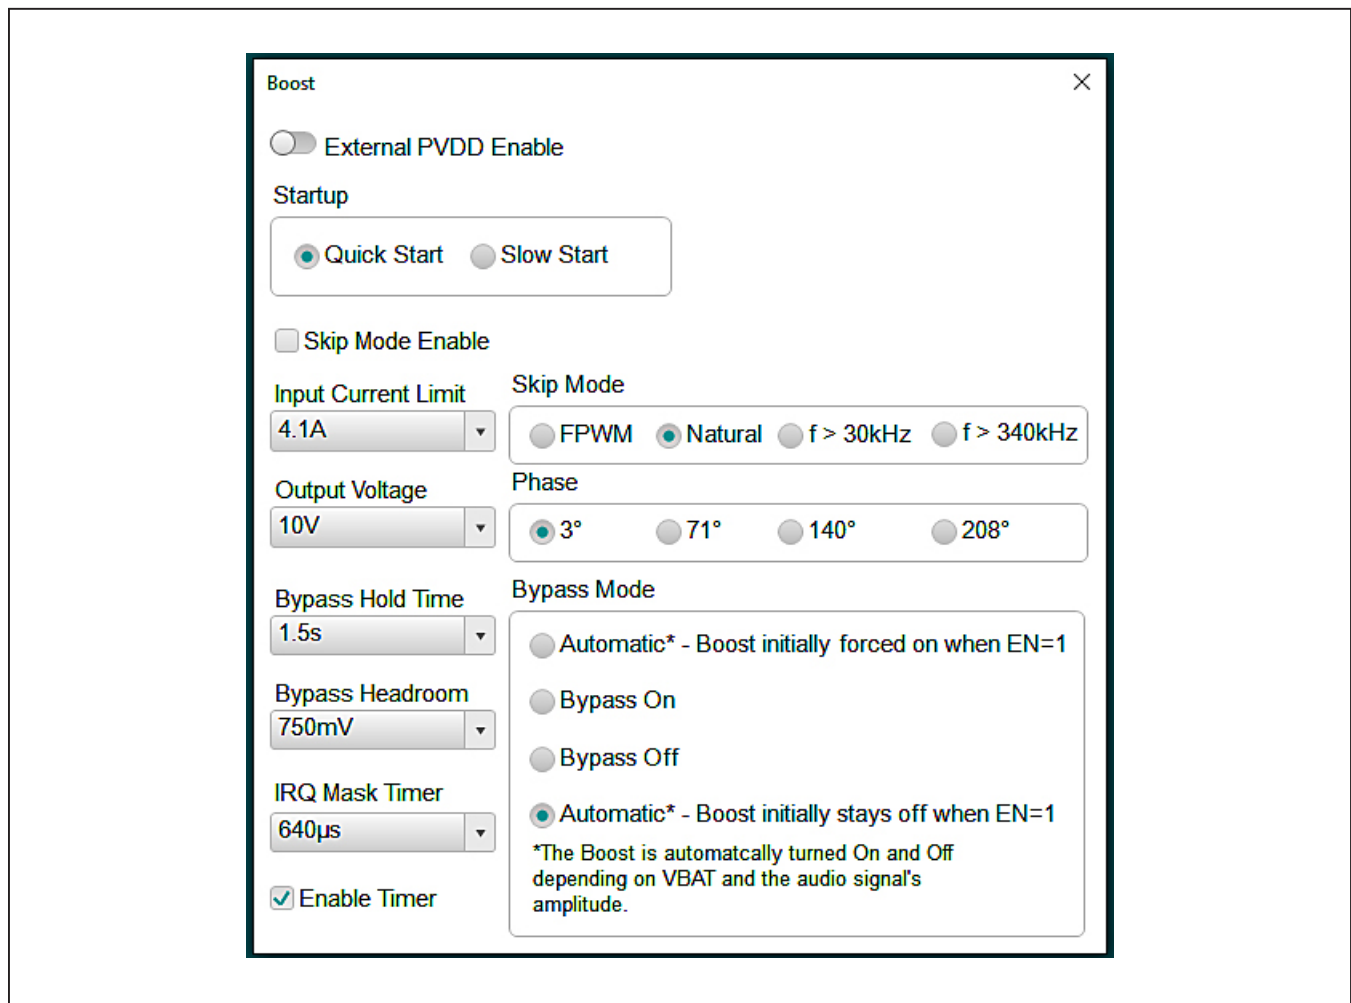 Boost
External PVDD Enable
Startup
Quick Start
Slow Start
Skip Mode Enable
Input Current Limit
4.1A
Skip Mode
FPWM
Natural
f > 30kHz
f > 340kHz
Output Voltage
10V
Phase
3°
71°
140°
208°
Bypass Hold Time
1.5s
Bypass Headroom
750mV
IRQ Mask Timer
640µs
Enable Timer
Bypass Mode
Automatic* - Boost initially forced on when EN=1
Bypass On
Bypass Off
Automatic* - Boost initially stays off when EN=1
*The Boost is automatcally turned On and Off
depending on VBAT and the audio signal's
amplitude.